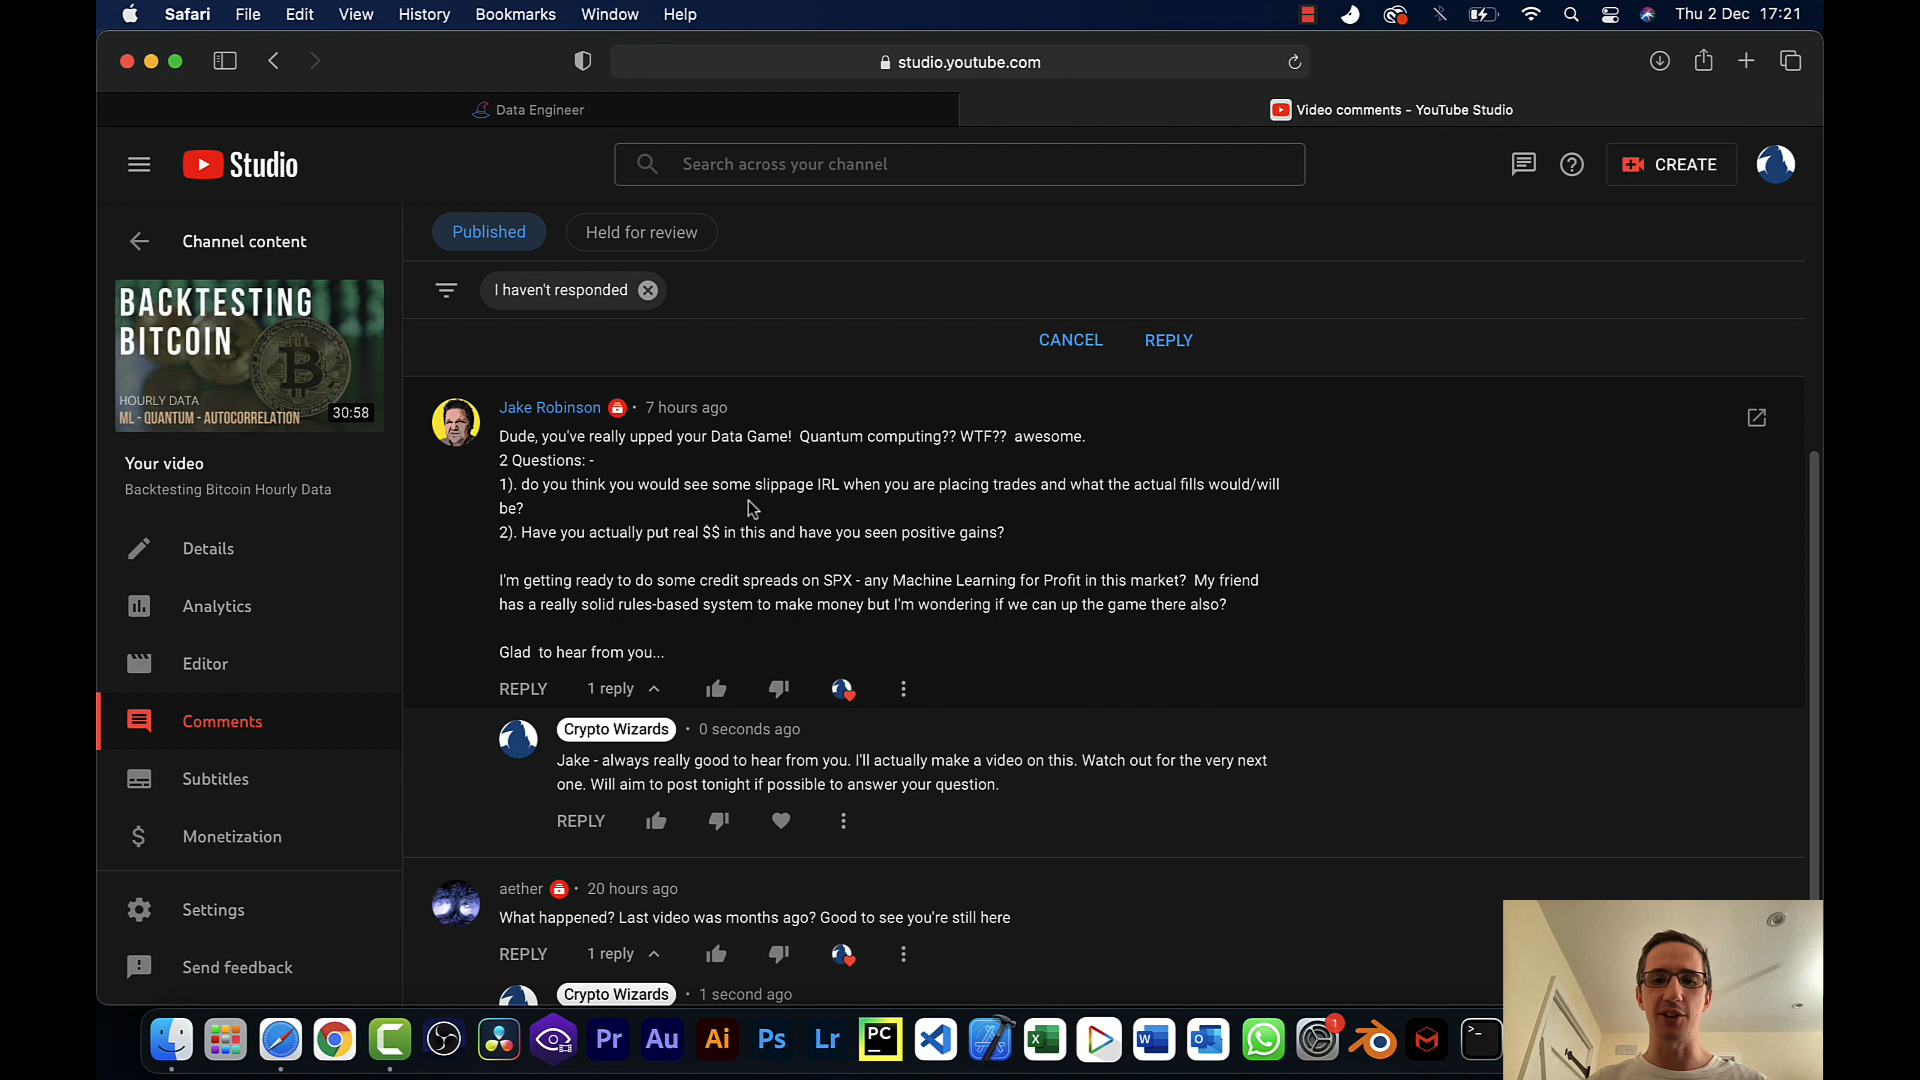 Safari File Edit View History Bookmarks Window Help Thu 2 Dec 17:21
studio.youtube.com
Data Engineer
Video comments - YouTube Studio
Studio
Search across your channel
CREATE
Channel content
BACKTESTING
BITCOIN
HOURLY DATA
ML - QUANTUM - AUTOCORRELATION
30:58
Your video
Backtesting Bitcoin Hourly Data
Details
Analytics
Editor
Comments
Subtitles
Monetization
Settings
Send feedback
Published
Held for review
I haven't responded
CANCEL REPLY
Jake Robinson • 7 hours ago
Dude, you've really upped your Data Game! Quantum computing?? WTF?? awesome.
2 Questions: -
1). do you think you would see some slippage IRL when you are placing trades and what the actual fills would/will
be?
2). Have you actually put real $$ in this and have you seen positive gains?
I'm getting ready to do some credit spreads on SPX - any Machine Learning for Profit in this market? My friend
has a really solid rules-based system to make money but I'm wondering if we can up the game there also?
Glad to hear from you...
REPLY 1 reply
Crypto Wizards • 0 seconds ago
Jake - always really good to hear from you. I'll actually make a video on this. Watch out for the very next
one. Will aim to post tonight if possible to answer your question.
REPLY
aether • 20 hours ago
What happened? Last video was months ago? Good to see you're still here
REPLY 1 reply
Crypto Wizards • 1 second ago
Pr Au Ai Ps Lr PC 1